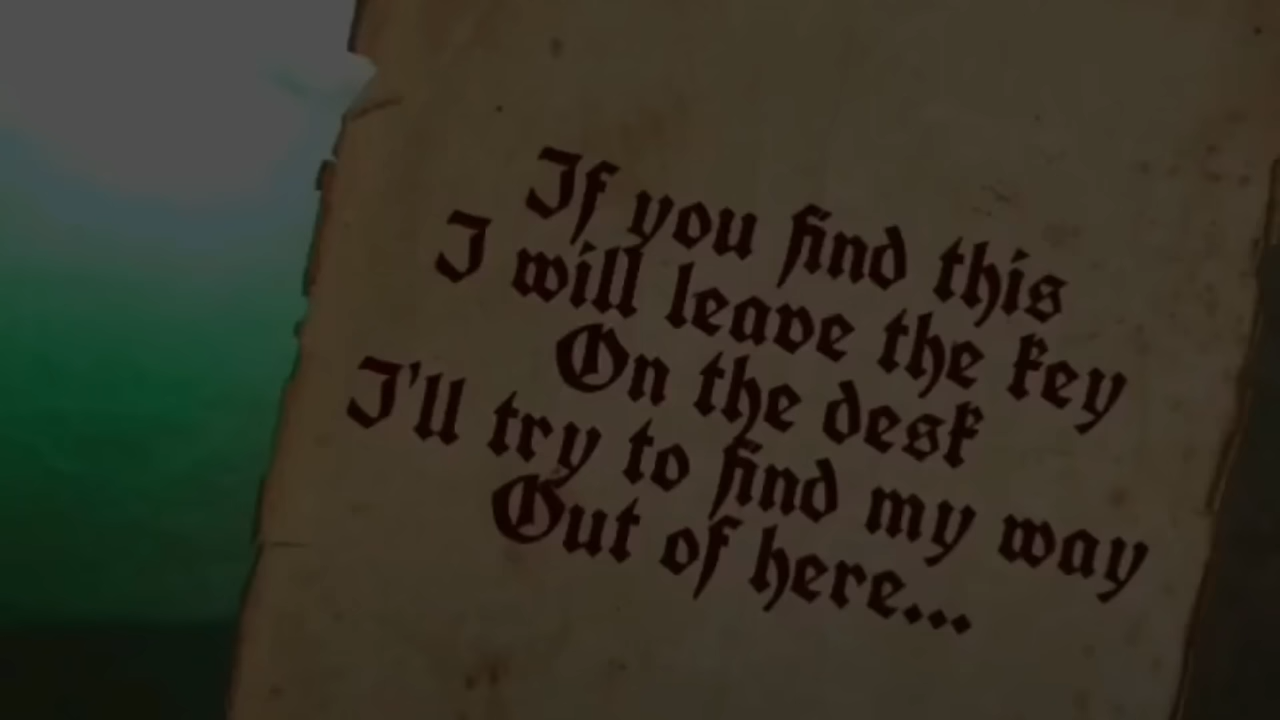 If you find this
I will leave the key
On the desk
I'll try to find my way
Out of here...